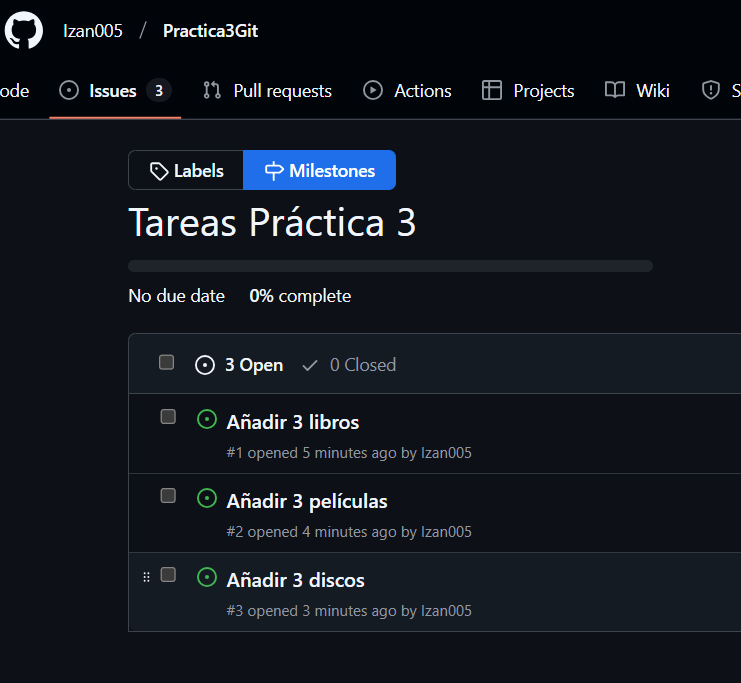 Izan005 / Practica3Git
ode Issues 3 Pull requests Actions Projects Wiki S
Labels Milestones
Tareas Práctica 3
No due date 0% complete
3 Open 0 Closed
Añadir 3 libros
#1 opened 5 minutes ago by Izan005
Añadir 3 películas
#2 opened 4 minutes ago by Izan005
Añadir 3 discos
#3 opened 3 minutes ago by Izan005